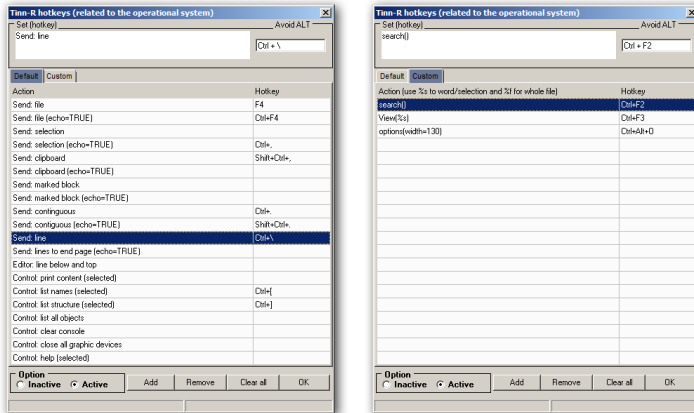 Tinn-R hotkeys (related to the operational system)
Set (hotkey) Avoid ALT
Send: line
Ctrl + \
Default Custom
Action Hotkey
Send: file F4
Send: file (echo=TRUE) Ctrl+F4
Send: selection
Send: selection (echo=TRUE) Ctrl+,
Send: clipboard Shift+Ctrl+,
Send: clipboard (echo=TRUE)
Send: marked block
Send: marked block (echo=TRUE)
Send: continguous Ctrl+.
Send: contiguous (echo=TRUE) Shift+Ctrl+.
Send: line Ctrl+\
Send: lines to end page (echo=TRUE)
Editor: line below and top
Control: print content (selected)
Control: list names (selected) Ctrl+[
Control: list structure (selected) Ctrl+]
Control: list all objects
Control: clear console
Control: close all graphic devices
Control: help (selected)
Option
Inactive Active Add Remove Clear all OK
Tinn-R hotkeys (related to the operational system)
Set (hotkey) Avoid ALT
search()
Ctrl + F2
Default Custom
Action (use %s to word/selection and %f for whole file) Hotkey
search() Ctrl+F2
View(%s) Ctrl+F3
options(width=130) Ctrl+Alt+O
Option
Inactive Active Add Remove Clear all OK